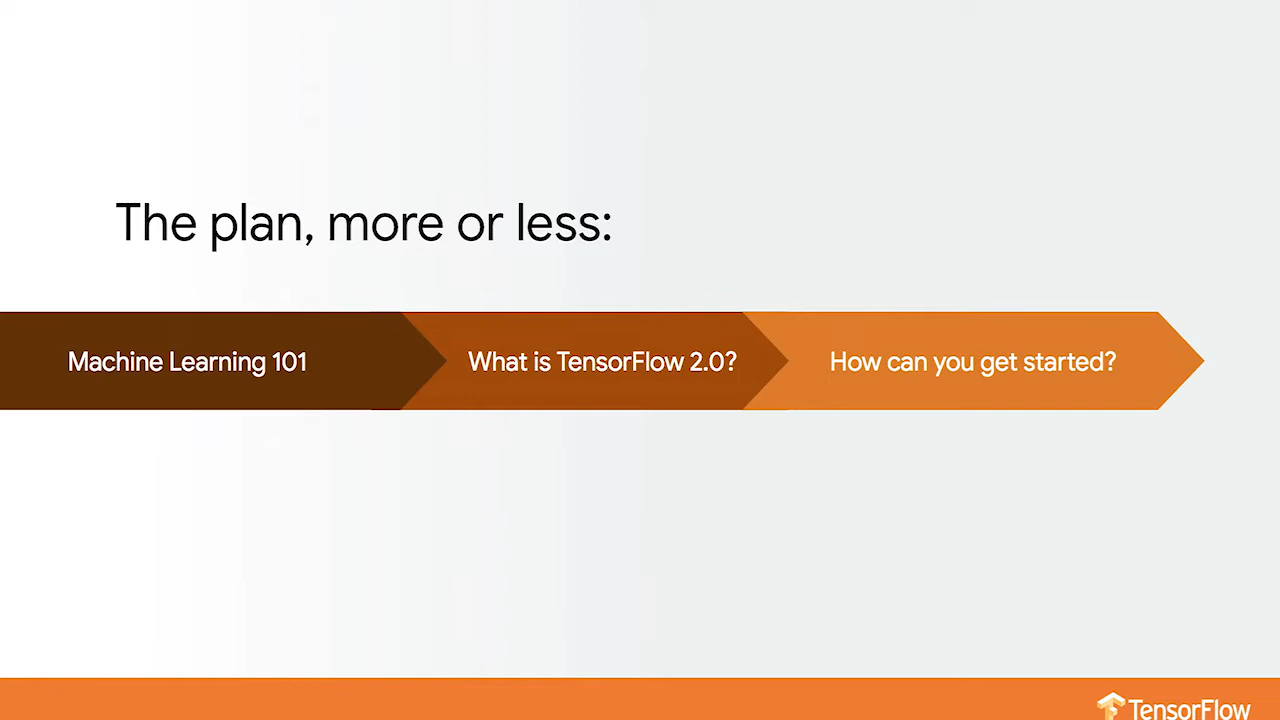 The plan, more or less:
Machine Learning 101
What is TensorFlow 2.0?
How can you get started?
TensorFlow